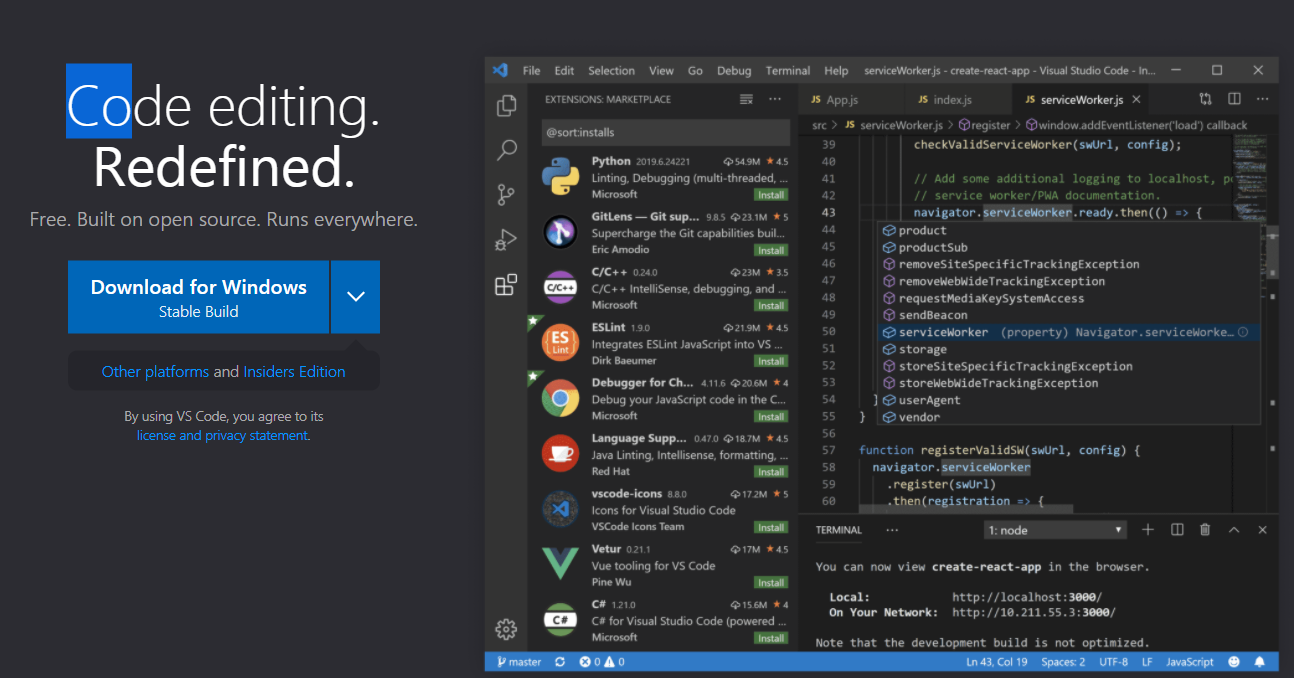 Code editing.
Redefined.
Free. Built on open source. Runs everywhere.
Download for Windows
Stable Build
Other platforms and Insiders Edition
By using VS Code, you agree to its
license and privacy statement.
File Edit Selection View Go Debug Terminal Help serviceWorker.js - create-react-app - Visual Studio Code - In...
EXTENSIONS: MARKETPLACE
@sort:installs
Python 2019.6.24221 54.9M 4.5
Linting, Debugging (multi-threaded, ...
Microsoft Install
GitLens — Git sup... 9.8.5 23.1M 5
Supercharge the Git capabilities buil...
Eric Amodio Install
C/C++
C/C++ 0.24.0 23M 3.5
C/C++ IntelliSense, debugging, and ...
Microsoft Install
ES
Lint
ESLint 1.9.0 21.9M 4.5
Integrates ESLint JavaScript into VS ...
Dirk Baeumer Install
Debugger for Ch... 4.11.6 20.6M 4
Debug your JavaScript code in the C...
Microsoft Install
Language Supp... 0.47.0 18.7M 4.5
Java Linting, Intellisense, formatting, ...
Red Hat Install
vscode-icons 8.8.0 17.2M 5
Icons for Visual Studio Code
VSCode Icons Team Install
Vetur 0.21.1 17M 4.5
Vue tooling for VS Code
Pine Wu Install
C#
C# 1.21.0 15.6M 4
C# for Visual Studio Code (powered ...
Microsoft Install
JS App.js JS index.js JS serviceWorker.js
src > JS serviceWorker.js > register > window.addEventListener('load') callback
39 checkValidServiceWorker(swUrl, config);
40
41 // Add some additional logging to localhost, po
42 // service worker/PWA documentation.
43 navigator.serviceWorker.ready.then(() => {
44 product
45 productSub
46 removeSiteSpecificTrackingException
47 removeWebWideTrackingException
48 requestMediaKeySystemAccess
49 sendBeacon
50 serviceWorker (property) Navigator.serviceWorke...
51 storage
52 storeSiteSpecificTrackingException
53 storeWebWideTrackingException
54 } userAgent
55 } vendor
56
57 function registerValidSW(swUrl, config) {
58 navigator.serviceWorker
59 .register(swUrl)
60 .then(registration => {
TERMINAL ... 1: node
You can now view create-react-app in the browser.
Local: http://localhost:3000/
On Your Network: http://10.211.55.3:3000/
Note that the development build is not optimized.
master 0 0 Ln 43, Col 19 Spaces: 2 UTF-8 LF JavaScript